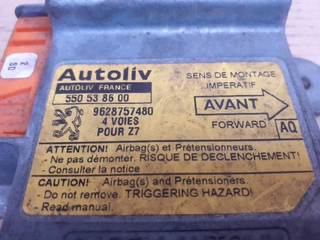 Autoliv
AUTOLIV FRANCE
550 53 86 00
9628757480
4 VOIES
POUR Z7
SENS DE MONTAGE
IMPERATIF
AVANT
FORWARD
AQ
ATTENTION! Airbag(s) et Prétensionneurs.
- Ne pas démonter. RISQUE DE DECLENCHEMENT!
- Consulter la notice
CAUTION! Airbag(s) and Pretensioners
- Do not remove. TRIGGERING HAZARD!
- Read manual.